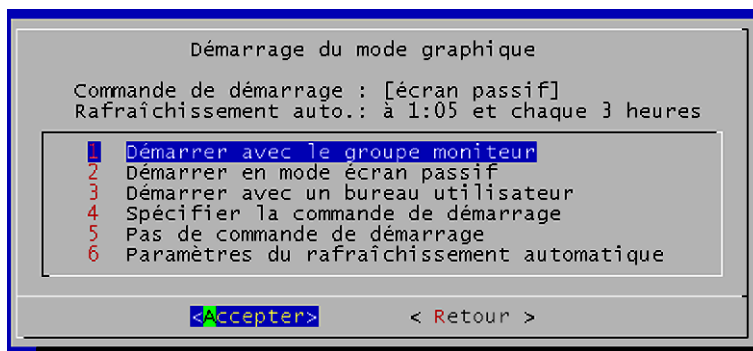 Démarrage du mode graphique
Commande de démarrage : [écran passif]
Rafraîchissement auto.: à 1:05 et chaque 3 heures
1 Démarrer avec le groupe moniteur
2 Démarrer en mode écran passif
3 Démarrer avec un bureau utilisateur
4 Spécifier la commande de démarrage
5 Pas de commande de démarrage
6 Paramètres du rafraîchissement automatique
<Accepter> < Retour >